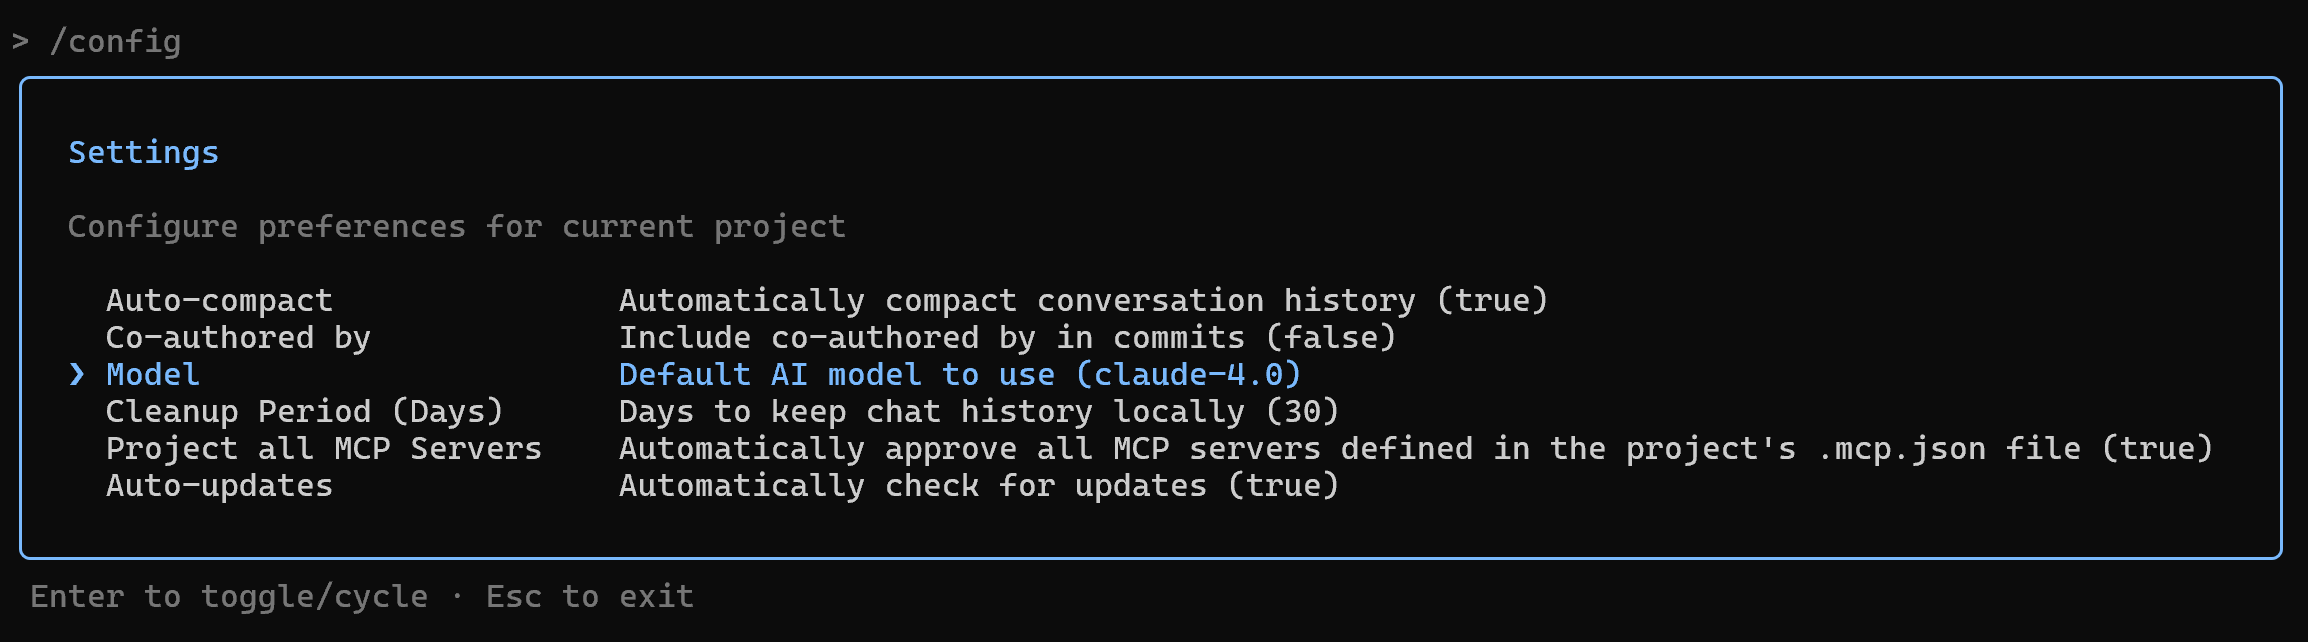 > /config
Settings
Configure preferences for current project
Auto-compact Automatically compact conversation history (true)
Co-authored by Include co-authored by in commits (false)
❯ Model Default AI model to use (claude-4.0)
Cleanup Period (Days) Days to keep chat history locally (30)
Project all MCP Servers Automatically approve all MCP servers defined in the project's .mcp.json file (true)
Auto-updates Automatically check for updates (true)
Enter to toggle/cycle · Esc to exit